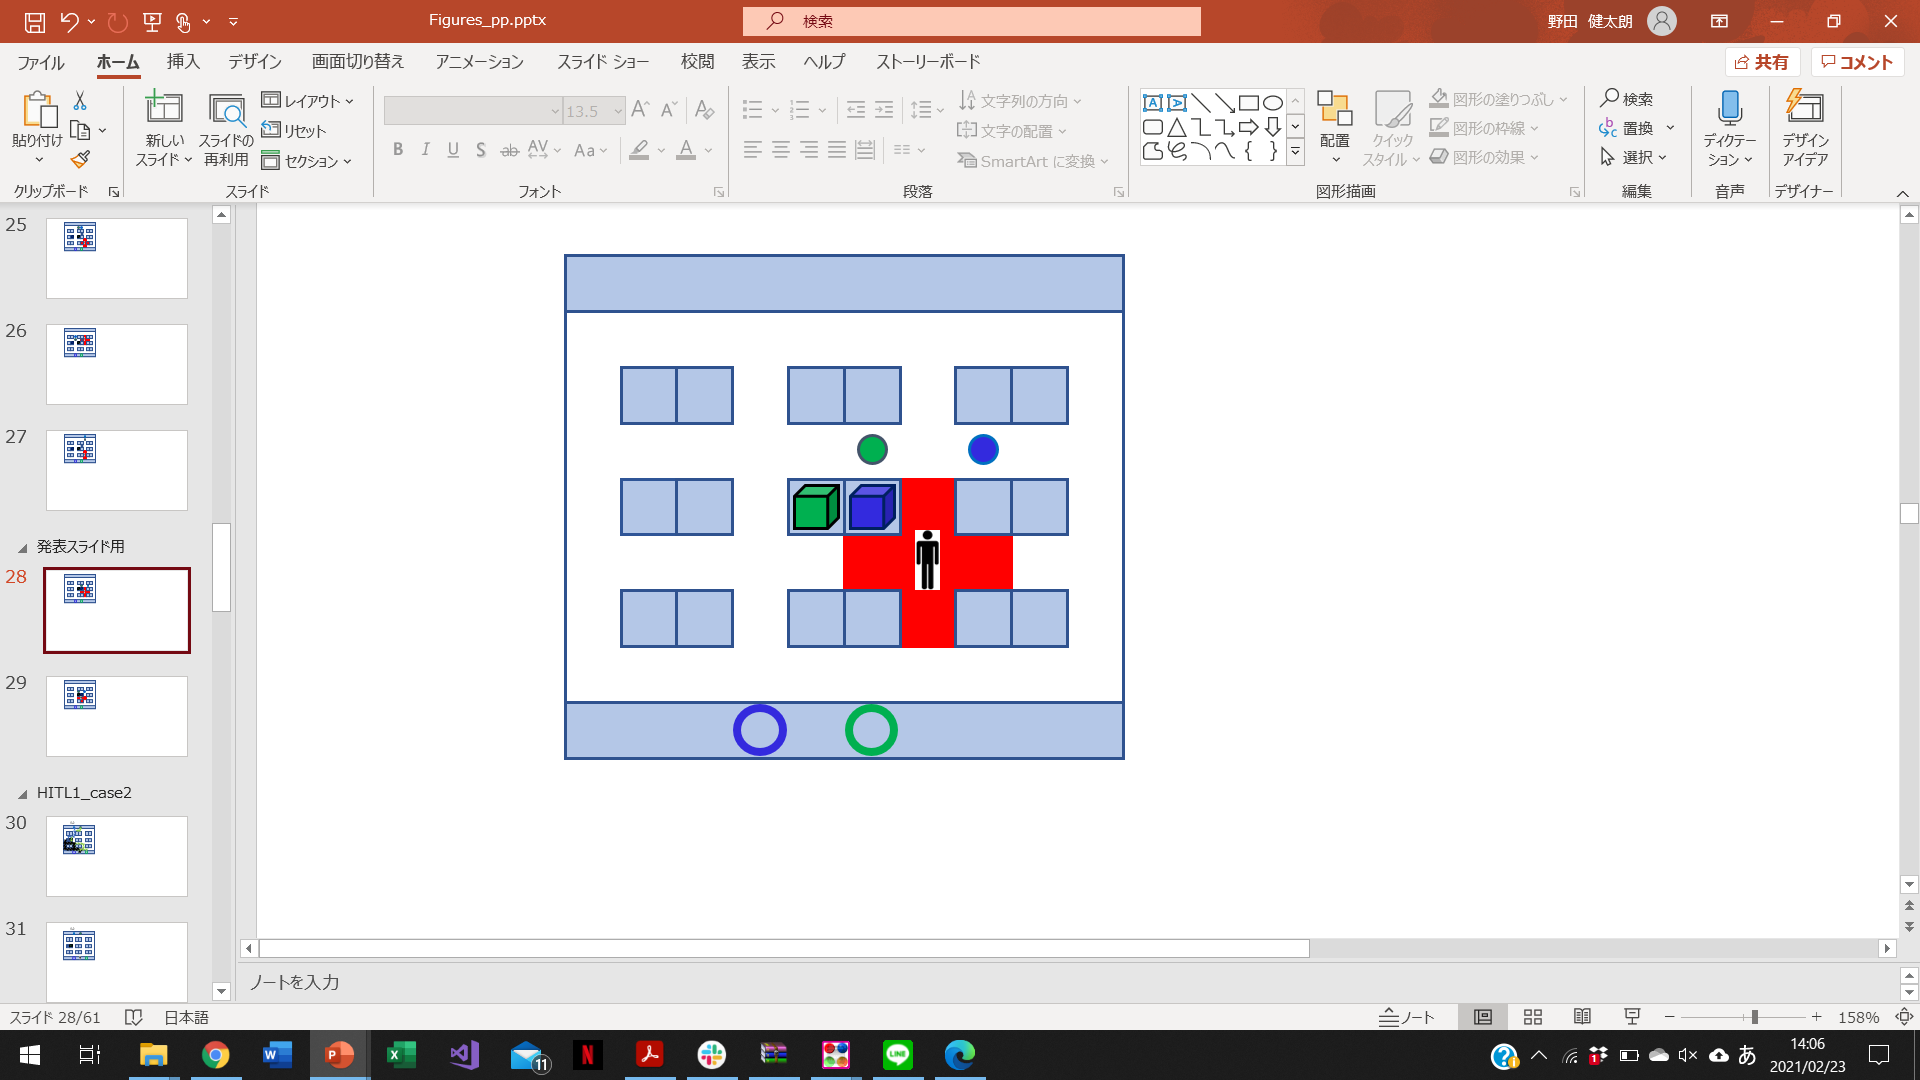 Figures_pp.pptx
検索
野田 健太朗
ファイル ホーム 挿入 デザイン 画面切り替え アニメーション スライド ショー 校閲 表示 ヘルプ ストーリーボード
共有 コメント
貼り付け
新しい
スライド
スライドの
再利用
レイアウト
リセット
セクション
13.5
B I U S ab AV Aa A
文字列の方向
文字の配置
SmartArt に変換
配置
クイック
スタイル
図形の塗りつぶし
図形の枠線
図形の効果
検索
置換
選択
ディクテー
ション
デザイン
アイデア
クリップボード スライド フォント 段落 図形描画 編集 音声 デザイナー
25
26
27
発表スライド用
28
29
HITL1_case2
30
31
ノートを入力
スライド 28/61 日本語 ノート 158%
11
あ
14:06
2021/02/23